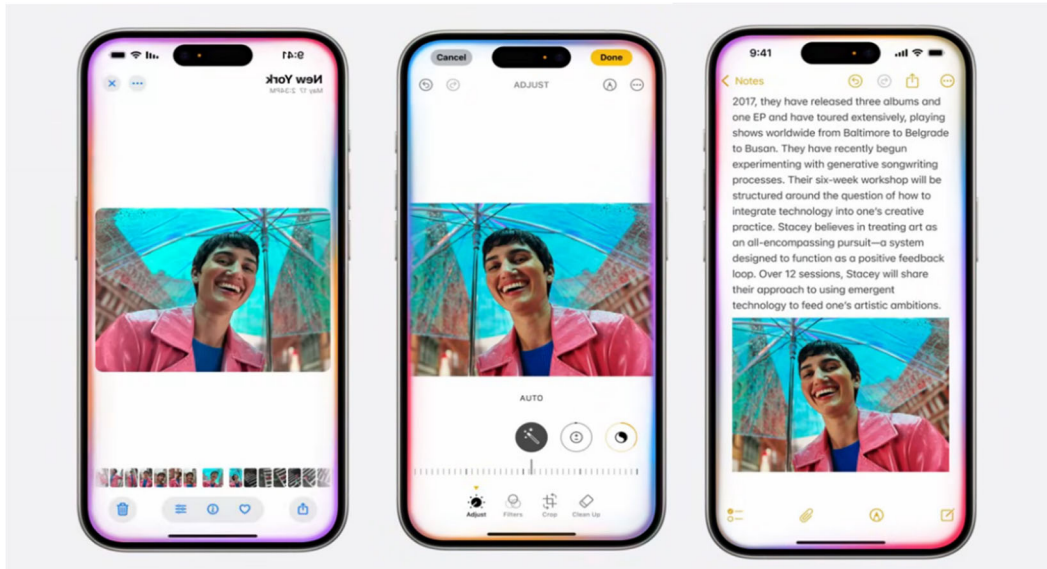 9:41
New York
May 17 2:34PM
Cancel
Done
ADJUST
AUTO
Adjust
Filters
Crop
Clean Up
9:41
Notes
2017, they have released three albums and
one EP and have toured extensively, playing
shows worldwide from Baltimore to Belgrade
to Busan. They have recently begun
experimenting with generative songwriting
processes. Their six-week workshop will be
structured around the question of how to
integrate technology into one's creative
practice. Stacey believes in treating art as
an all-encompassing pursuit—a system
designed to function as a positive feedback
loop. Over 12 sessions, Stacey will share
their approach to using emergent
technology to feed one's artistic ambitions.